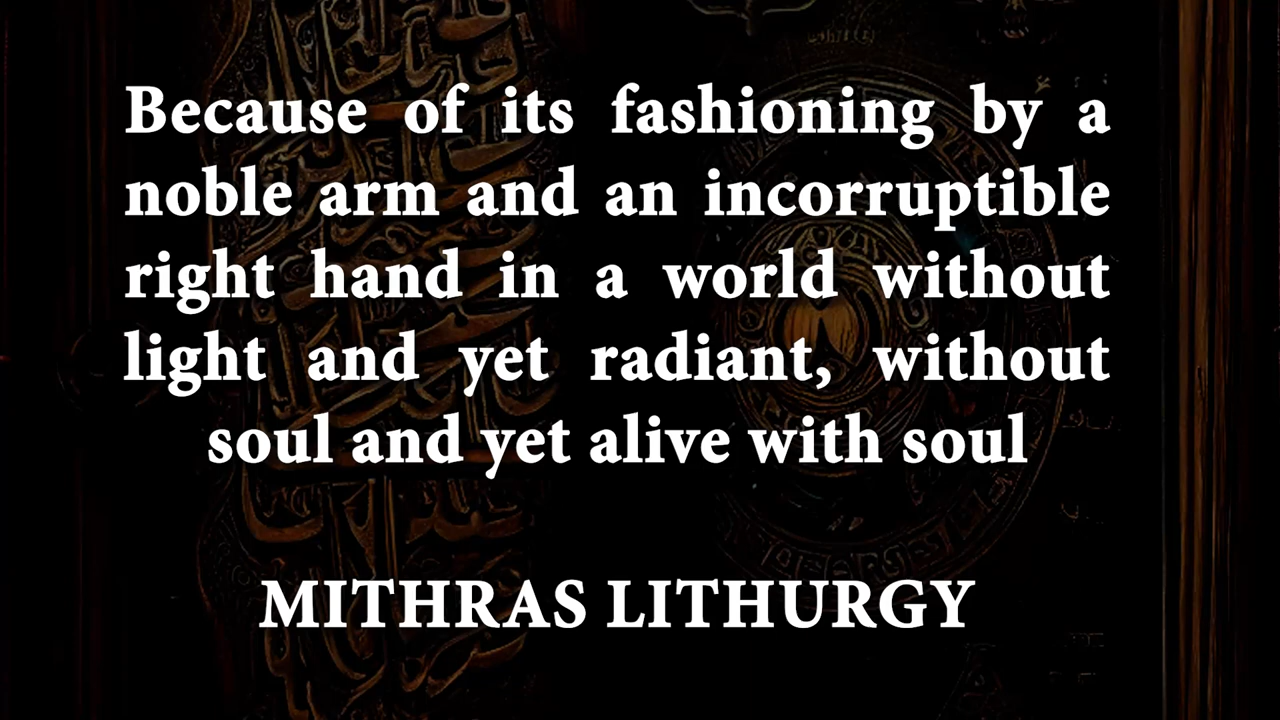 Because of its fashioning by a
noble arm and an incorruptible
right hand in a world without
light and yet radiant, without
soul and yet alive with soul
MITHRAS LITHURGY